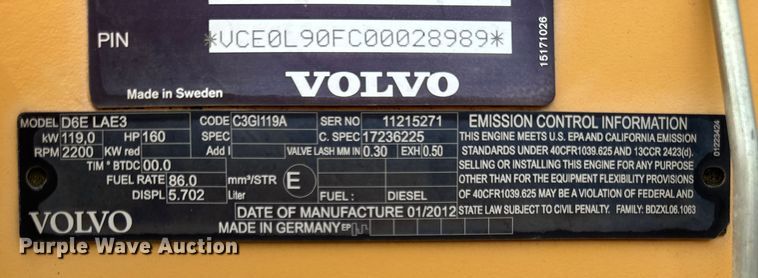 PIN *VCE0L90FC00028989*
15171026
Made in Sweden VOLVO
MODEL D6E LAE3 CODE C3GI119A SER NO 11215271 EMISSION CONTROL INFORMATION
kW 119,0 HP 160 SPEC C. SPEC 17236225 THIS ENGINE MEETS U.S. EPA AND CALIFORNIA EMISSION
RPM 2200 KW red Add I VALVE LASH MM IN 0.30 EXH 0.50 STANDARDS UNDER 40CFR1039.625 AND 13CCR 2423(d).
TIM ° BTDC 00.0 SELLING OR INSTALLING THIS ENGINE FOR ANY PURPOSE
FUEL RATE 86.0 mm³/STR E OTHER THAN FOR THE EQUIPMENT FLEXIBILITY PROVISIONS
DISPL 5.702 Liter FUEL: DIESEL OF 40CFR1039.625 MAY BE A VIOLATION OF FEDERAL AND
VOLVO DATE OF MANUFACTURE 01/2012 STATE LAW SUBJECT TO CIVIL PENALTY. FAMILY: BDZXL06.1063
MADE IN GERMANY EP
01223424
Purple Wave Auction